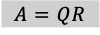 A = QR